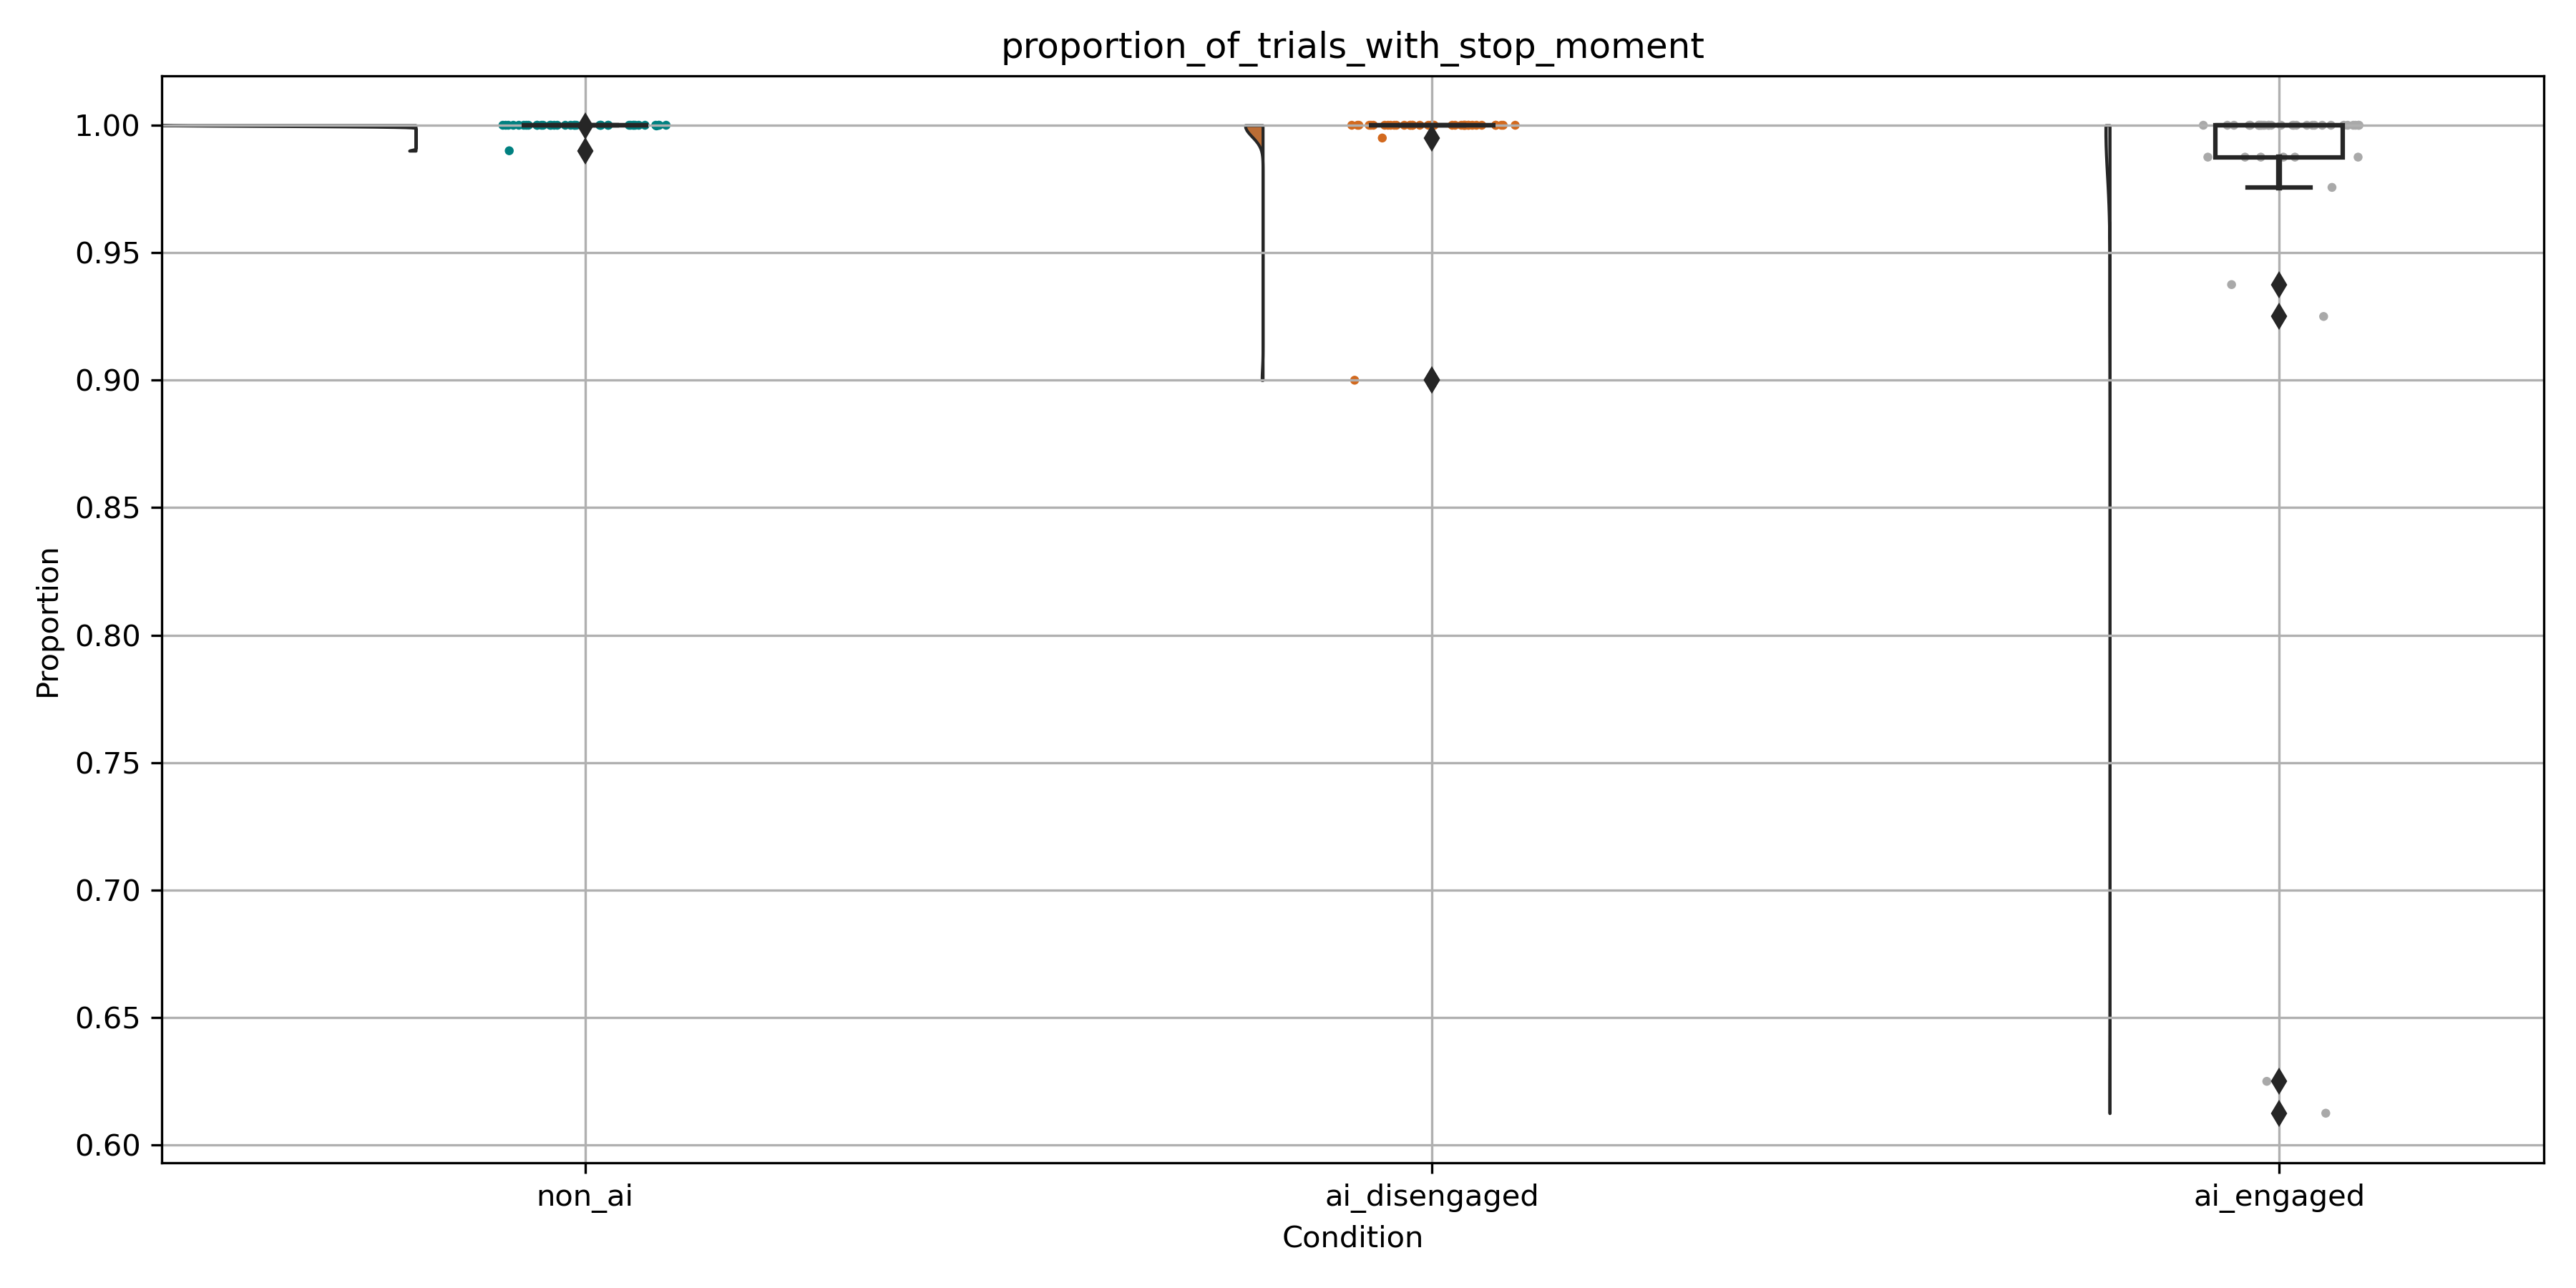 proportion_of_trials_with_stop_moment
1.00
0.95
0.90
0.85
0.80
0.75
0.70
0.65
0.60
Proportion
non_ai
ai_disengaged
ai_engaged
Condition